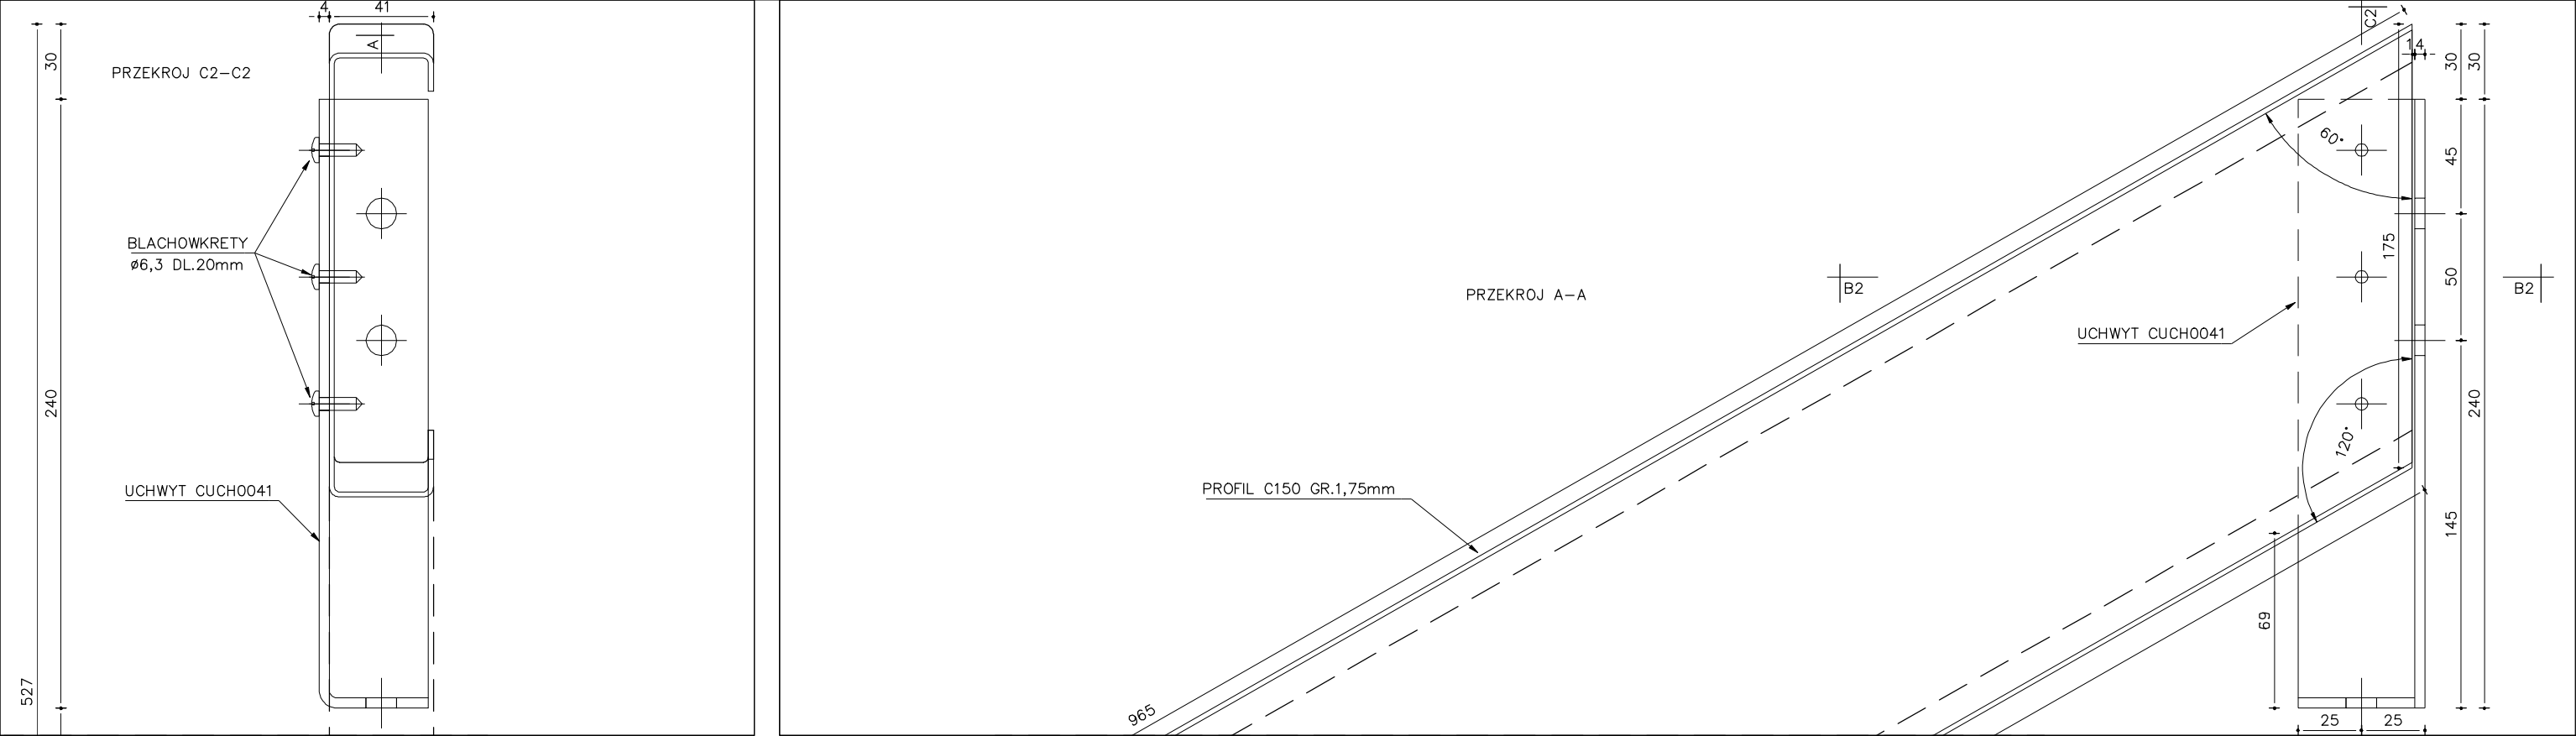 4
41
A
30
PRZEKROJ C2–C2
BLACHOWKRETY
ø6,3 DL.20mm
240
UCHWYT CUCH0041
527
C2
1
4
30
30
60°
45
175
50
B2
B2
PRZEKROJ A–A
UCHWYT CUCH0041
240
120°
PROFIL C150 GR.1,75mm
145
69
965
25
25